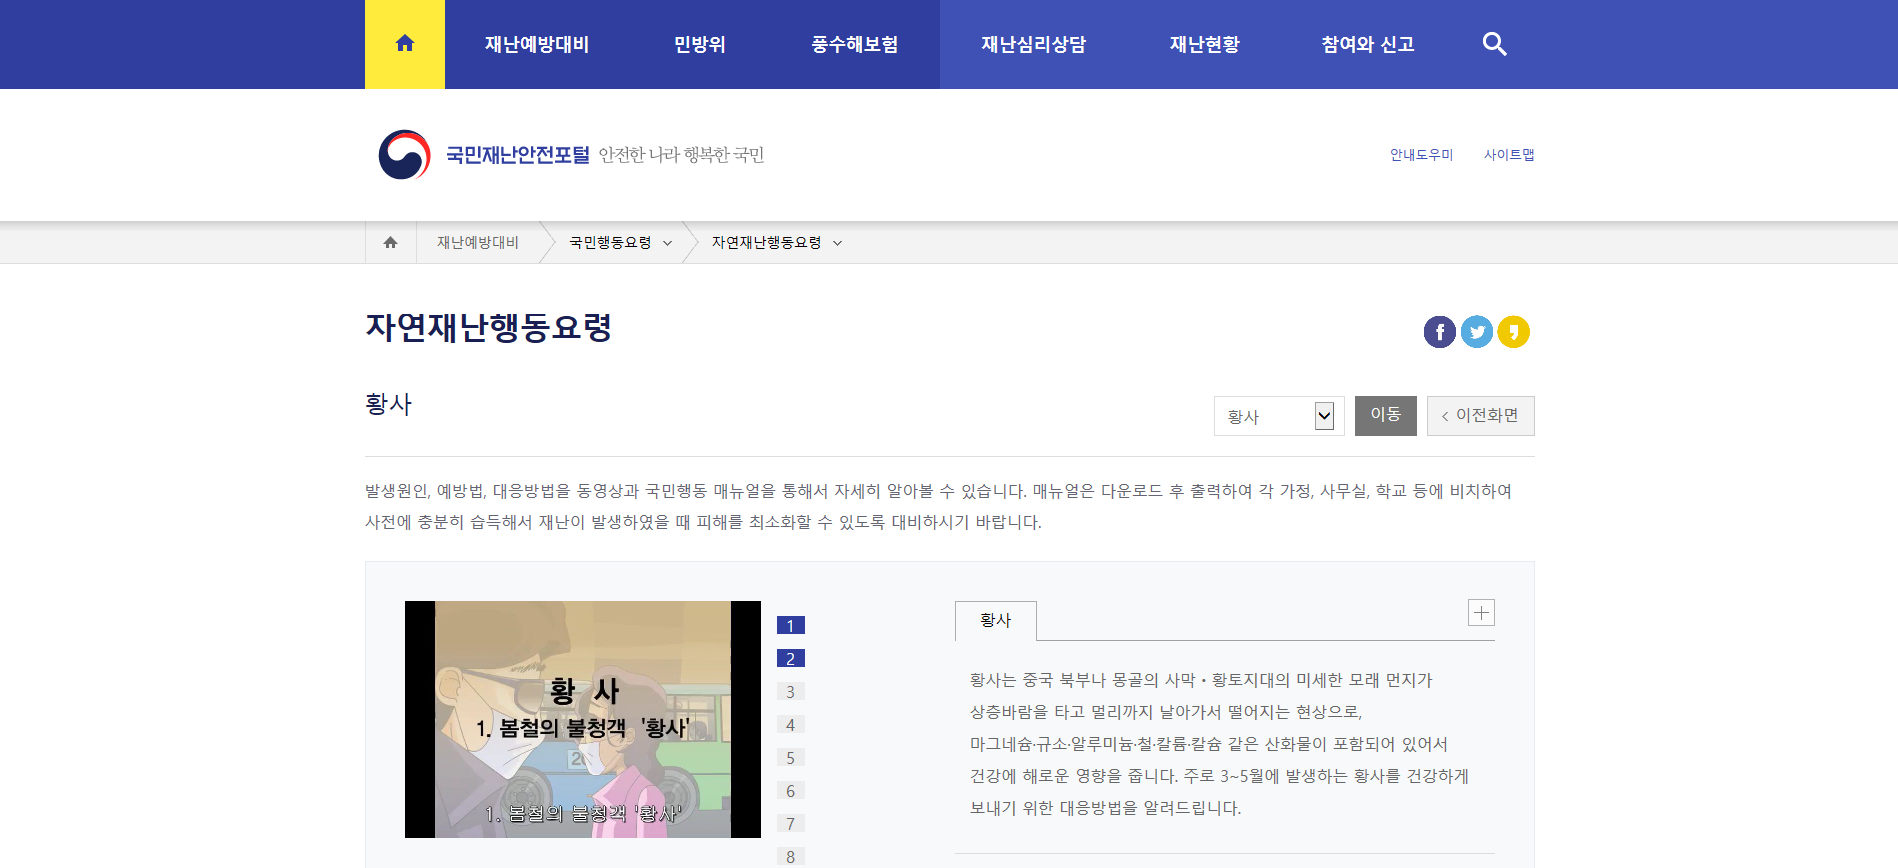 재난예방대비 민방위 풍수해보험 재난심리상담 재난현황 참여와 신고
국민재난안전포털 안전한 나라 행복한 국민
안내도우미 사이트맵
재난예방대비 국민행동요령 자연재난행동요령
자연재난행동요령
황사
황사 이동 이전화면
발생원인, 예방법, 대응방법을 동영상과 국민행동 매뉴얼을 통해서 자세히 알아볼 수 있습니다. 매뉴얼은 다운로드 후 출력하여 각 가정, 사무실, 학교 등에 비치하여
사전에 충분히 습득해서 재난이 발생하였을 때 피해를 최소화할 수 있도록 대비하시기 바랍니다.
황 사
1. 봄철의 불청객 '황사'
20
1. 봄철의 불청객 '황사'
1
2
3
4
5
6
7
8
황사
황사는 중국 북부나 몽골의 사막・황토지대의 미세한 모래 먼지가
상층바람을 타고 멀리까지 날아가서 떨어지는 현상으로,
마그네슘·규소·알루미늄·철·칼륨·칼슘 같은 산화물이 포함되어 있어서
건강에 해로운 영향을 줍니다. 주로 3~5월에 발생하는 황사를 건강하게
보내기 위한 대응방법을 알려드립니다.